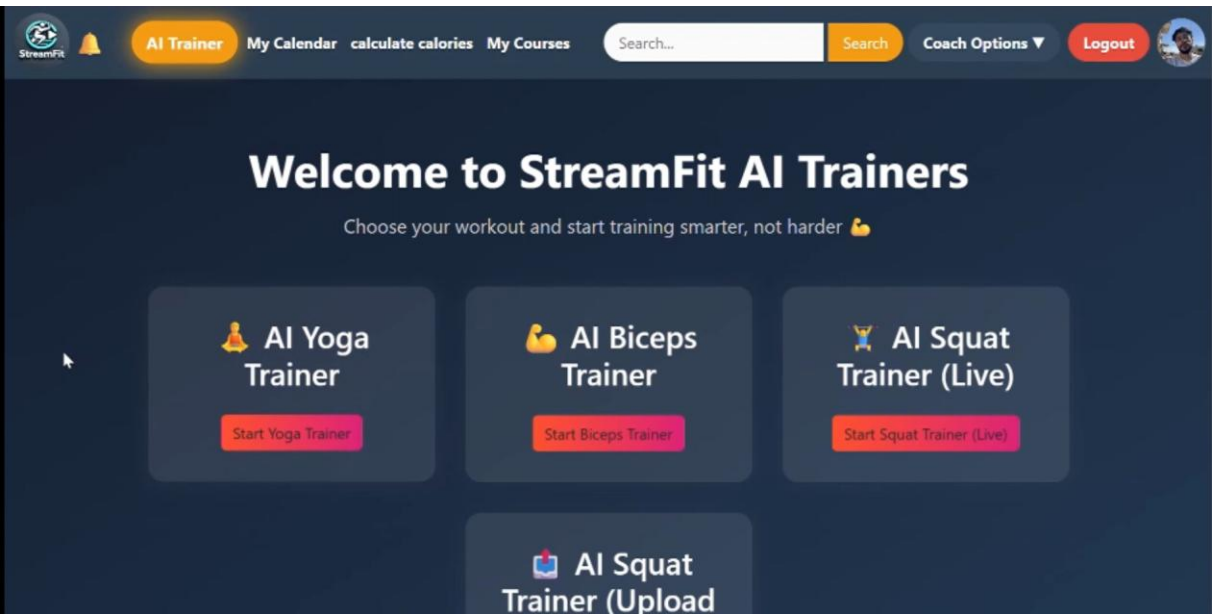 StreamFit
AI Trainer My Calendar calculate calories My Courses Search... Search Coach Options ▼ Logout
Welcome to StreamFit AI Trainers
Choose your workout and start training smarter, not harder 💪
🧘 AI Yoga
Trainer
Start Yoga Trainer
💪 AI Biceps
Trainer
Start Biceps Trainer
🏋️ AI Squat
Trainer (Live)
Start Squat Trainer (Live)
📤 AI Squat
Trainer (Upload